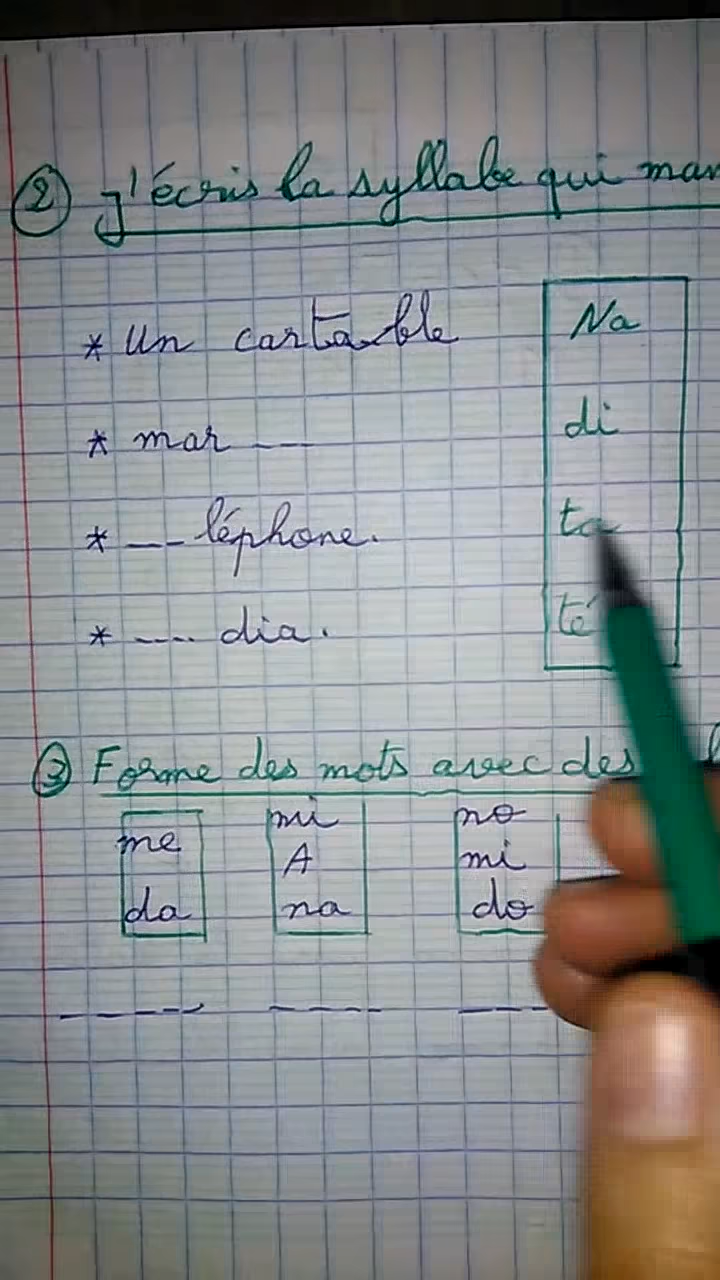 ② J'écris la syllabe qui man
* un cartable
* mar ---
* --- léphone.
* ---- dia.
Na
di
ta
té
③ Forme des mots avec des
me
da
mi
A
na
no
mi
do